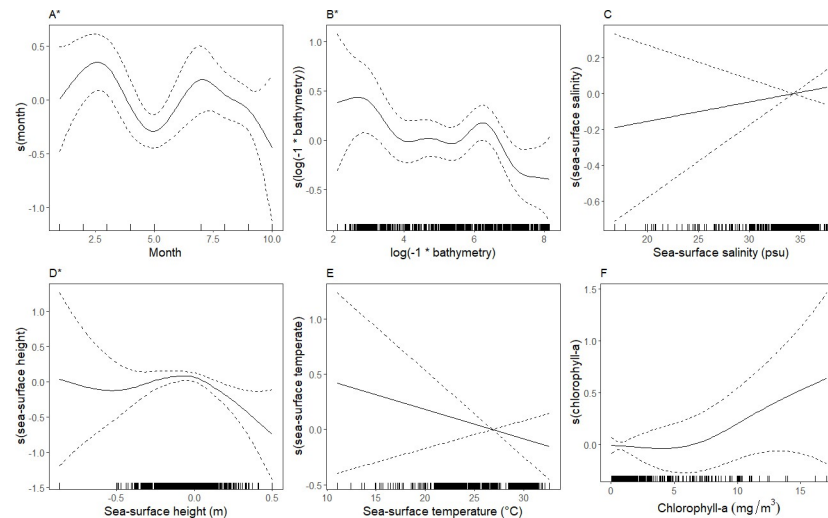 A*
B*
C
s(month)
0.5
0.0
-0.5
-1.0
2.5
5.0
7.5
10.0
Month
s(log(-1 * bathymetry))
1.0
0.5
0.0
-0.5
2
4
6
8
log(-1 * bathymetry)
s(sea-surface salinity)
0.2
0.0
-0.2
-0.4
-0.6
20
25
30
35
Sea-surface salinity (psu)
D*
E
F
s(sea-surface height)
1.0
0.5
0.0
-0.5
-1.0
-1.5
-0.5
0.0
0.5
Sea-surface height (m)
s(sea-surface temperate)
1.0
0.5
0.0
-0.5
10
15
20
25
30
Sea-surface temperature (°C)
s(chlorophyll-a)
1.5
1.0
0.5
0.0
0
5
10
15
Chlorophyll-a (mg/m³)